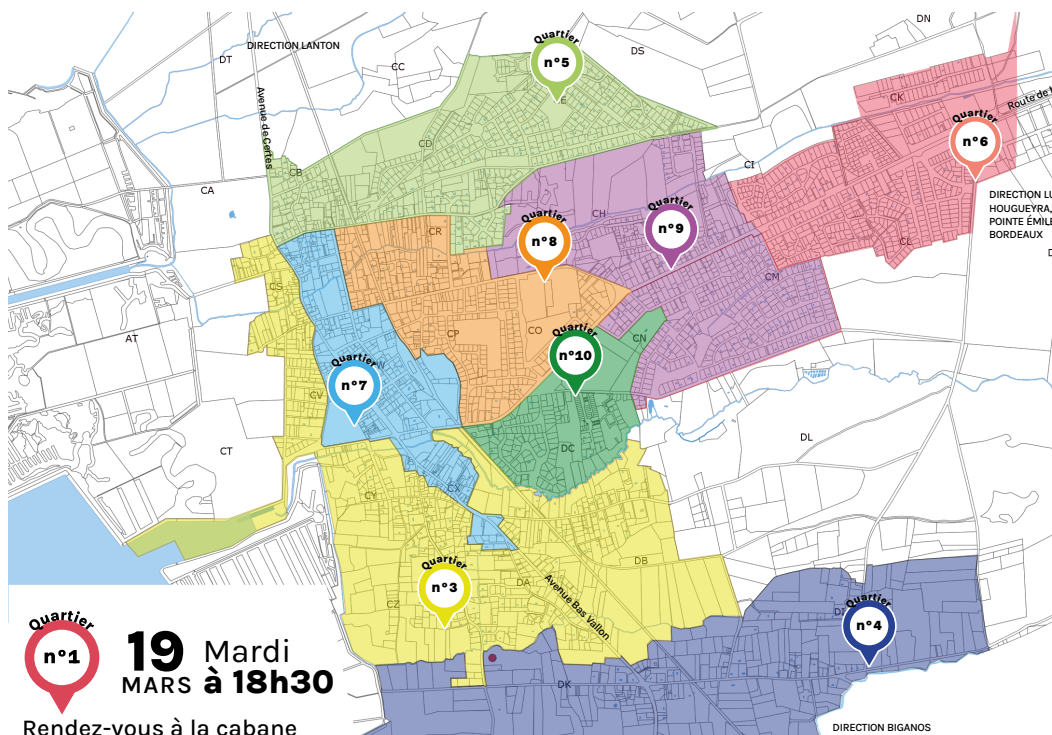 DN
DIRECTION LANTON
DT
CC
DS
Quartier
n°5
E
CK
Avenue de Certes
Route de
Quartier
n°6
CD
CB
CI
CA
DIRECTION LU
HOUGUEYRA,
POINTE ÉMILE
BORDEAUX
CH
Quartier
n°9
Quartier
n°8
CR
CL
D
CS
CM
AT
CP
CO
CN
Quartier
n°10
Quartier
n°7
CV
CT
DC
DL
CY
CX
DB
Quartier
n°3
DA
Avenue Bas Vallon
CZ
Quartier
n°4
Quartier
n°1
19 Mardi
MARS à 18h30
DK
Rendez-vous à la cabane
DIRECTION BIGANOS